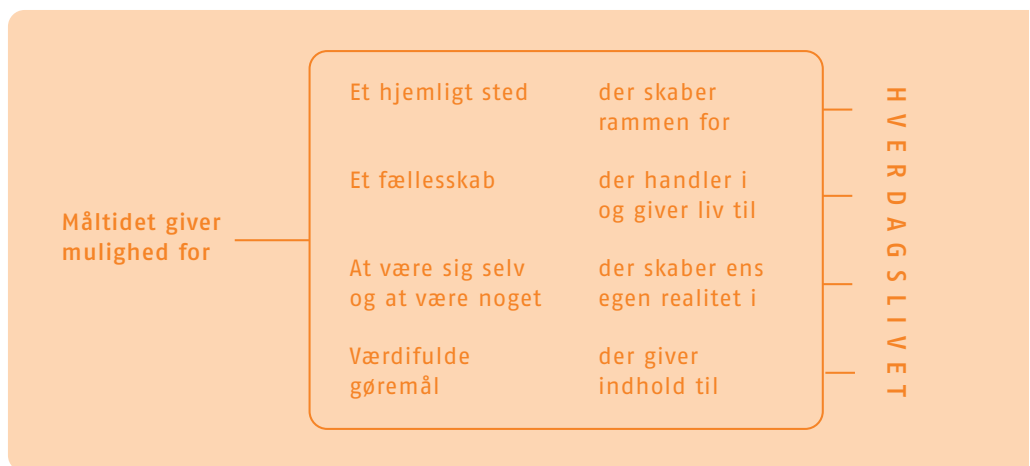 Måltidet giver
mulighed for
Et hjemligt sted
der skaber
rammen for
Et fællesskab
der handler i
og giver liv til
At være sig selv
og at være noget
der skaber ens
egen realitet i
Værdifulde
gøremål
der giver
indhold til
HVERDAGSLIVET